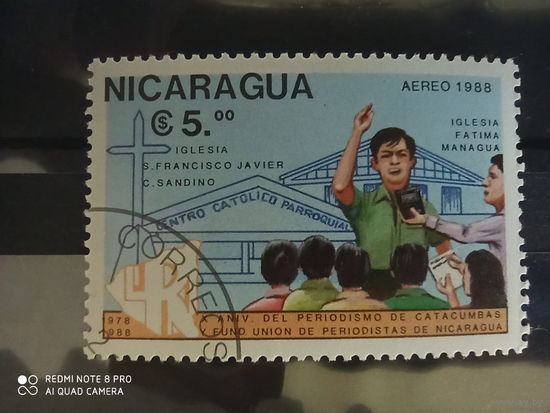 NICARAGUA
AEREO 1988
₡5.00
IGLESIA
FATIMA
MANAGUA
IGLESIA
S.FRANCISCO JAVIER
C.SANDINO
CENTRO CATOLICO PARROQUIAL
CORREOS
1978
1988
X ANIV. DEL PERIODISMO DE CATACUMBAS
Y FUND UNION DE PERIODISTAS DE NICARAGUA
REDMI NOTE 8 PRO
AI QUAD CAMERA